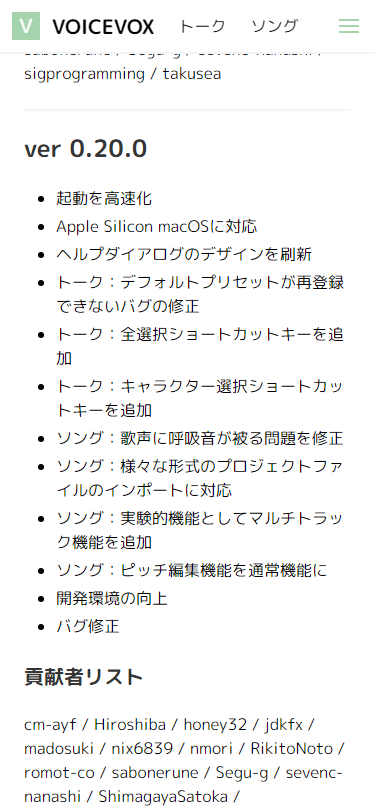 V VOICEVOX トーク ソング
sabonerune / Segu-g / sevenc-nanashi /
sigprogramming / takusea
ver 0.20.0
起動を高速化
Apple Silicon macOSに対応
ヘルプダイアログのデザインを刷新
トーク：デフォルトプリセットが再登録
できないバグの修正
トーク：全選択ショートカットキーを追
加
トーク：キャラクター選択ショートカッ
トキーを追加
ソング：歌声に呼吸音が被る問題を修正
ソング：様々な形式のプロジェクトファ
イルのインポートに対応
ソング：実験的機能としてマルチトラッ
ク機能を追加
ソング：ピッチ編集機能を通常機能に
開発環境の向上
バグ修正
貢献者リスト
cm-ayf / Hiroshiba / honey32 / jdkfx /
madosuki / nix6839 / nmori / RikitoNoto /
romot-co / sabonerune / Segu-g / sevenc-
nanashi / ShimagayaSatoka /